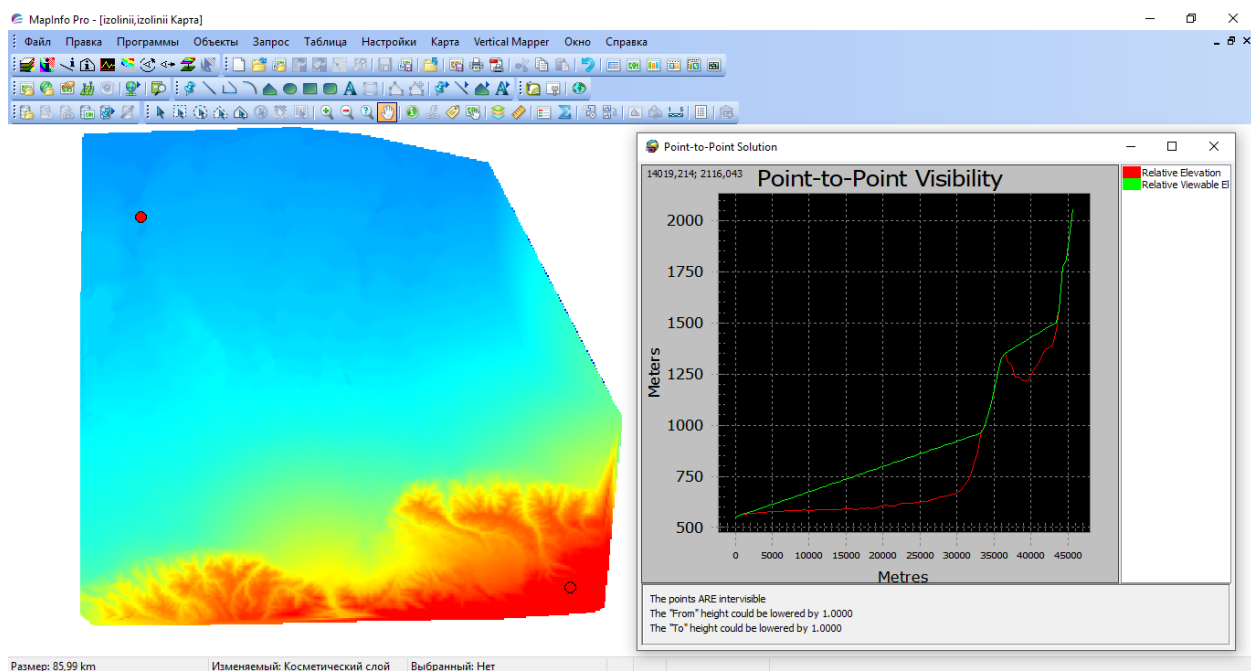 MapInfo Pro - [izolinii,izolinii Карта]
Файл Правка Программы Объекты Запрос Таблица Настройки Карта Vertical Mapper Окно Справка
Point-to-Point Solution
14019,214; 2116,043
Point-to-Point Visibility
Relative Elevation
Relative Viewable El
2000
1750
1500
1250
1000
750
500
Meters
0 5000 10000 15000 20000 25000 30000 35000 40000 45000
Metres
The points ARE intervisible
The "From" height could be lowered by 1.0000
The "To" height could be lowered by 1.0000
Размер: 85,99 km Изменяемый: Косметический слой Выбранный: Нет